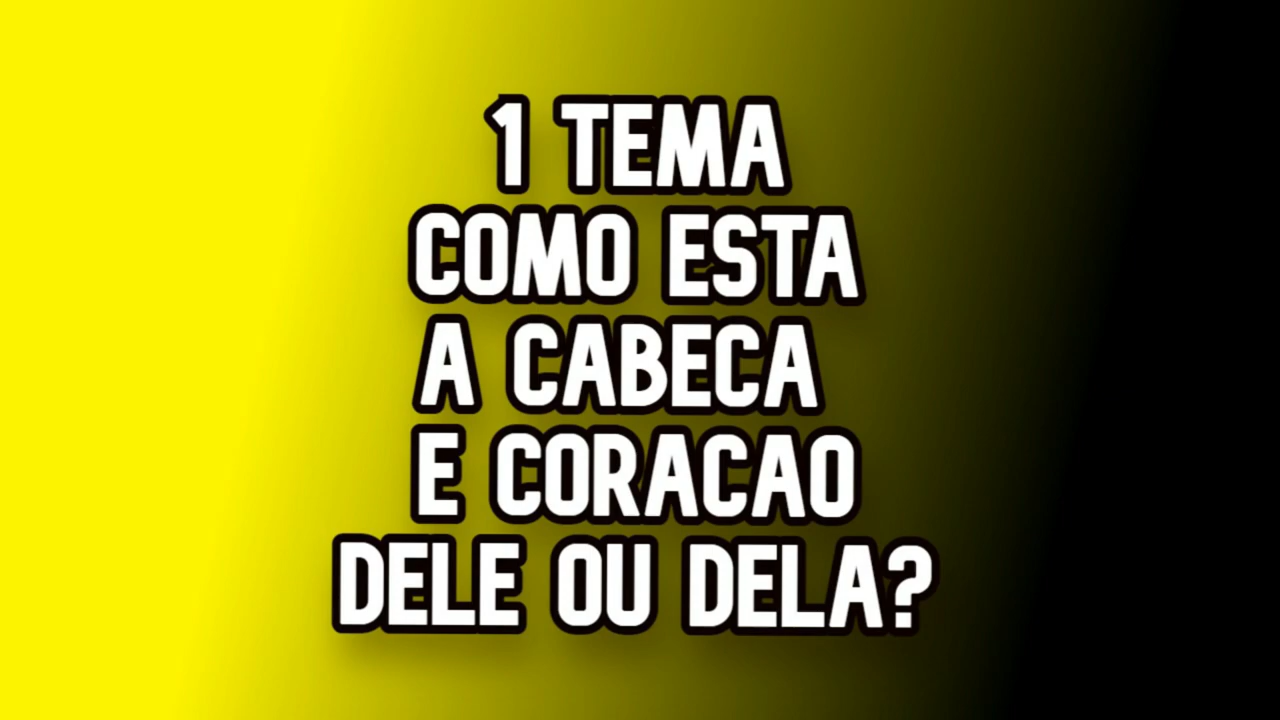 1 TEMA
COMO ESTA
A CABECA
E CORACAO
DELE OU DELA?